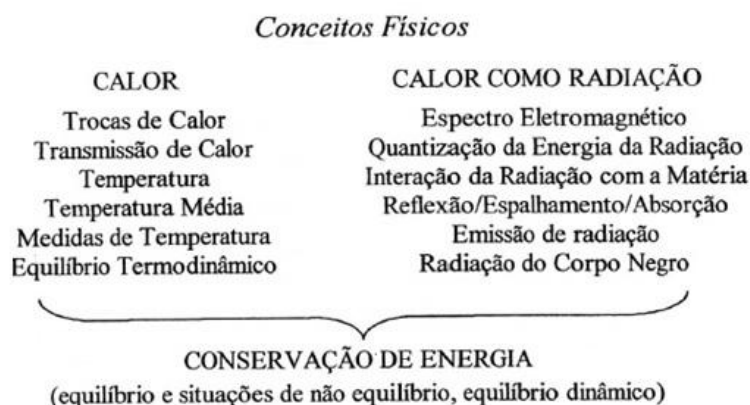 Conceitos Físicos
CALOR
Trocas de Calor
Transmissão de Calor
Temperatura
Temperatura Média
Medidas de Temperatura
Equilíbrio Termodinâmico
CALOR COMO RADIAÇÃO
Espectro Eletromagnético
Quantização da Energia da Radiação
Interação da Radiação com a Matéria
Reflexão/Espalhamento/Absorção
Emissão de radiação
Radiação do Corpo Negro
CONSERVAÇÃO DE ENERGIA
(equilíbrio e situações de não equilíbrio, equilíbrio dinâmico)